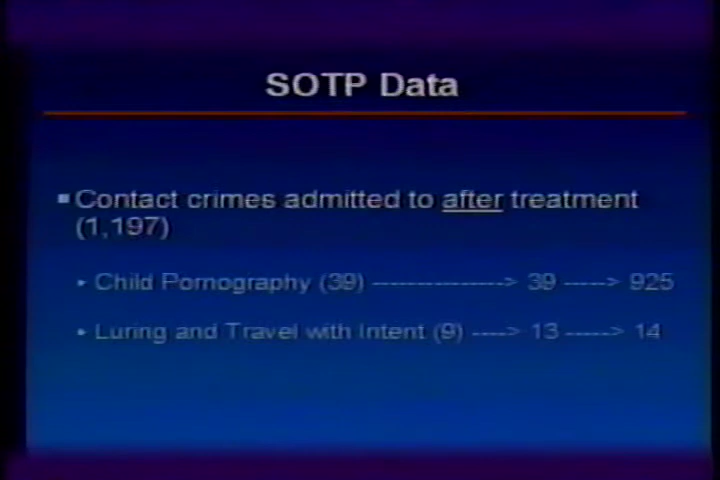 SOTP Data
▪ Contact crimes admitted to after treatment
(1,197)
• Child Pornography (39) ---------------> 39 -----> 925
• Luring and Travel with Intent (9) ----> 13 -----> 14